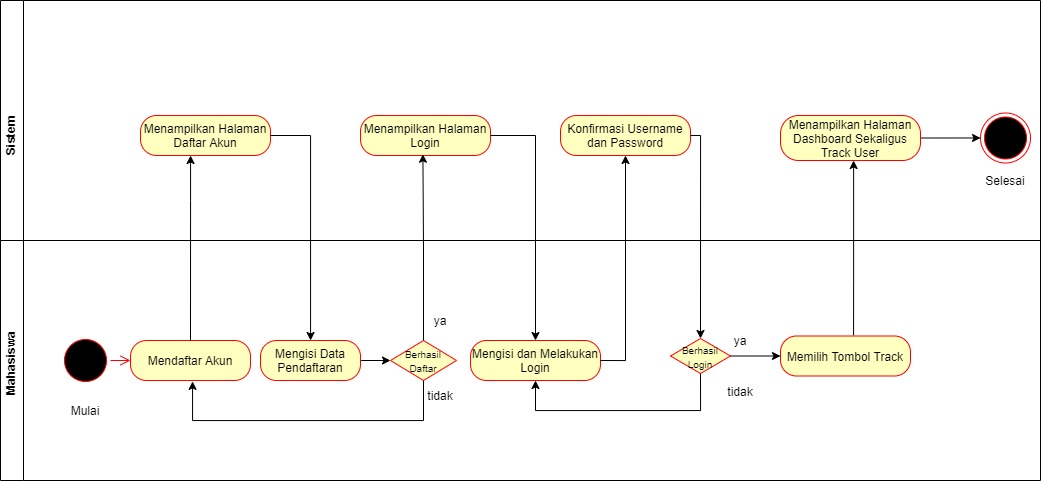 Sistem
Menampilkan Halaman
Daftar Akun
Menampilkan Halaman
Login
Konfirmasi Username
dan Password
Menampilkan Halaman
Dashboard Sekaligus
Track User
Selesai
Mahasiswa
Mulai
Mendaftar Akun
Mengisi Data
Pendaftaran
Berhasil
Daftar
ya
tidak
Mengisi dan Melakukan
Login
Berhasil
Login
ya
tidak
Memilih Tombol Track